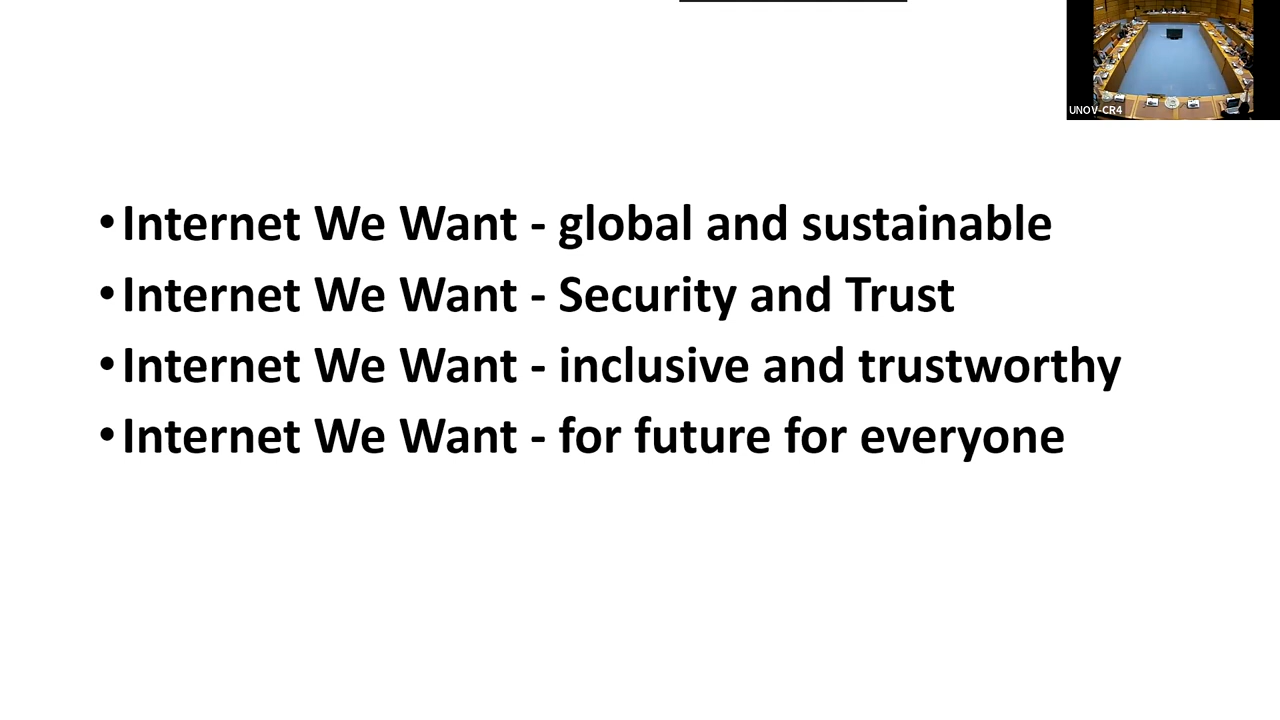 UNOV-CR4
• Internet We Want - global and sustainable
• Internet We Want - Security and Trust
• Internet We Want - inclusive and trustworthy
• Internet We Want - for future for everyone